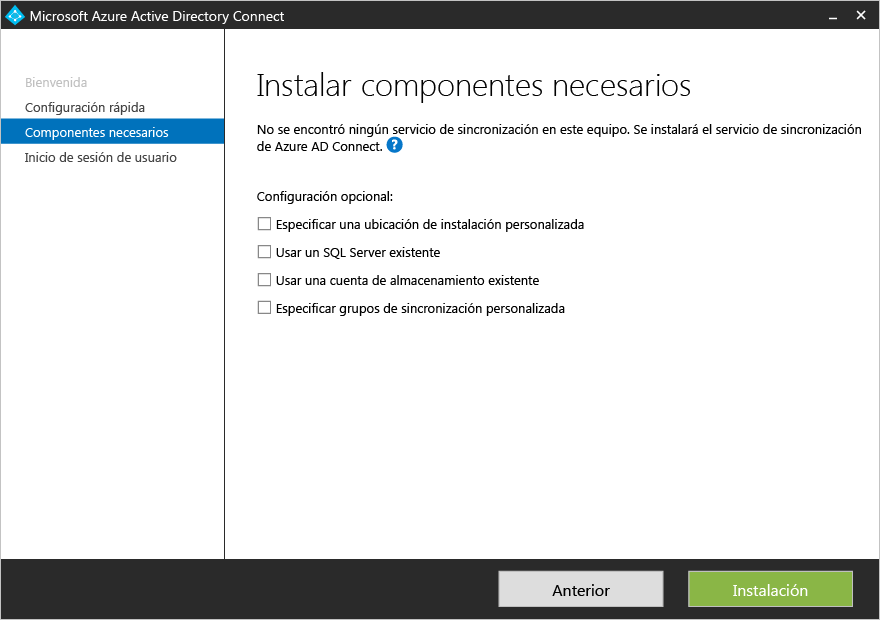 Microsoft Azure Active Directory Connect
Bienvenida
Configuración rápida
Componentes necesarios
Inicio de sesión de usuario
Instalar componentes necesarios
No se encontró ningún servicio de sincronización en este equipo. Se instalará el servicio de sincronización
de Azure AD Connect. ?
Configuración opcional:
Especificar una ubicación de instalación personalizada
Usar un SQL Server existente
Usar una cuenta de almacenamiento existente
Especificar grupos de sincronización personalizada
Anterior
Instalación